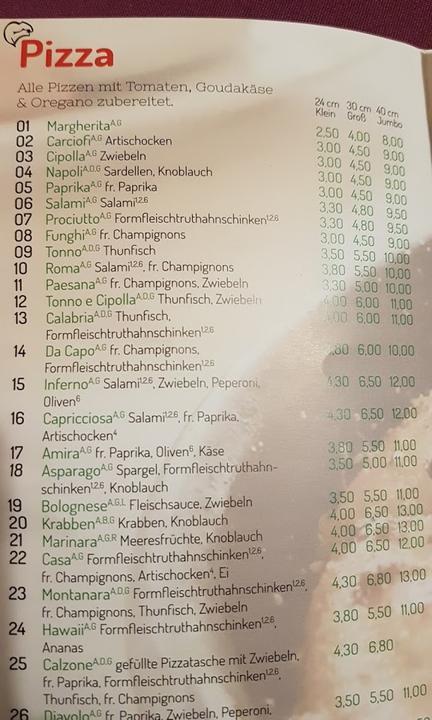 Pizza
Alle Pizzen mit Tomaten, Goudakäse
& Oregano zubereitet.
24 cm 30 cm 40 cm
Klein Groß Jumbo
01 Margherita A,G 2,50 4,00 8,00
02 Carciofi A,G Artischocken 3,00 4,50 9,00
03 Cipolla A,G Zwiebeln 3,00 4,50 9,00
04 Napoli A,D,G Sardellen, Knoblauch 3,00 4,50 9,00
05 Paprika A,G fr. Paprika 3,00 4,50 9,00
06 Salami A,G Salami 1,2,6 3,30 4,80 9,50
07 Prociutto A,G Formfleischtruthahnschinken 1,2,6 3,30 4,80 9,50
08 Funghi A,G fr. Champignons 3,00 4,50 9,00
09 Tonno A,D,G Thunfisch 3,50 5,50 10,00
10 Roma A,G Salami 1,2,6, fr. Champignons 3,80 5,50 10,00
11 Paesana A,G fr. Champignons, Zwiebeln 3,30 5,00 10,00
12 Tonno e Cipolla A,D,G Thunfisch, Zwiebeln 4,00 6,00 11,00
13 Calabria A,D,G Thunfisch, 6,00 11,00
Formfleischtruthahnschinken 1,2,6
14 Da Capo A,G fr. Champignons, 6,00 10,00
Formfleischtruthahnschinken 1,2,6
15 Inferno A,G Salami 1,2,6, Zwiebeln, Peperoni, 4,30 6,50 12,00
Oliven 6
16 Capricciosa A,G Salami 1,2,6, fr. Paprika, 4,30 6,50 12,00
Artischocken 4
17 Amira A,G fr. Paprika, Oliven 6, Käse 3,80 5,50 11,00
18 Asparago A,G Spargel, Formfleischtruthahn- 3,50 5,00 11,00
schinken 1,2,6, Knoblauch
19 Bolognese A,G,L Fleischsauce, Zwiebeln 3,50 5,50 11,00
20 Krabben A,B,G Krabben, Knoblauch 4,00 6,50 13,00
21 Marinara A,G,R Meeresfrüchte, Knoblauch 4,00 6,50 13,00
22 Casa A,G Formfleischtruthahnschinken 1,2,6, 4,00 6,50 12,00
fr. Champignons, Artischocken 4, Ei
23 Montanara A,D,G Formfleischtruthahnschinken 1,2,6, 4,30 6,80 13,00
fr. Champignons, Thunfisch, Zwiebeln
24 Hawaii A,G Formfleischtruthahnschinken 1,2,6, 3,80 5,50 11,00
Ananas
25 Calzone A,D,G gefüllte Pizzatasche mit Zwiebeln, 4,30 6,80
fr. Paprika, Formfleischtruthahnschinken 1,2,6,
Thunfisch, fr. Champignons
26 Diavolo A,G fr. Paprika, Zwiebeln, Peperoni, 3,50 5,50 11,00